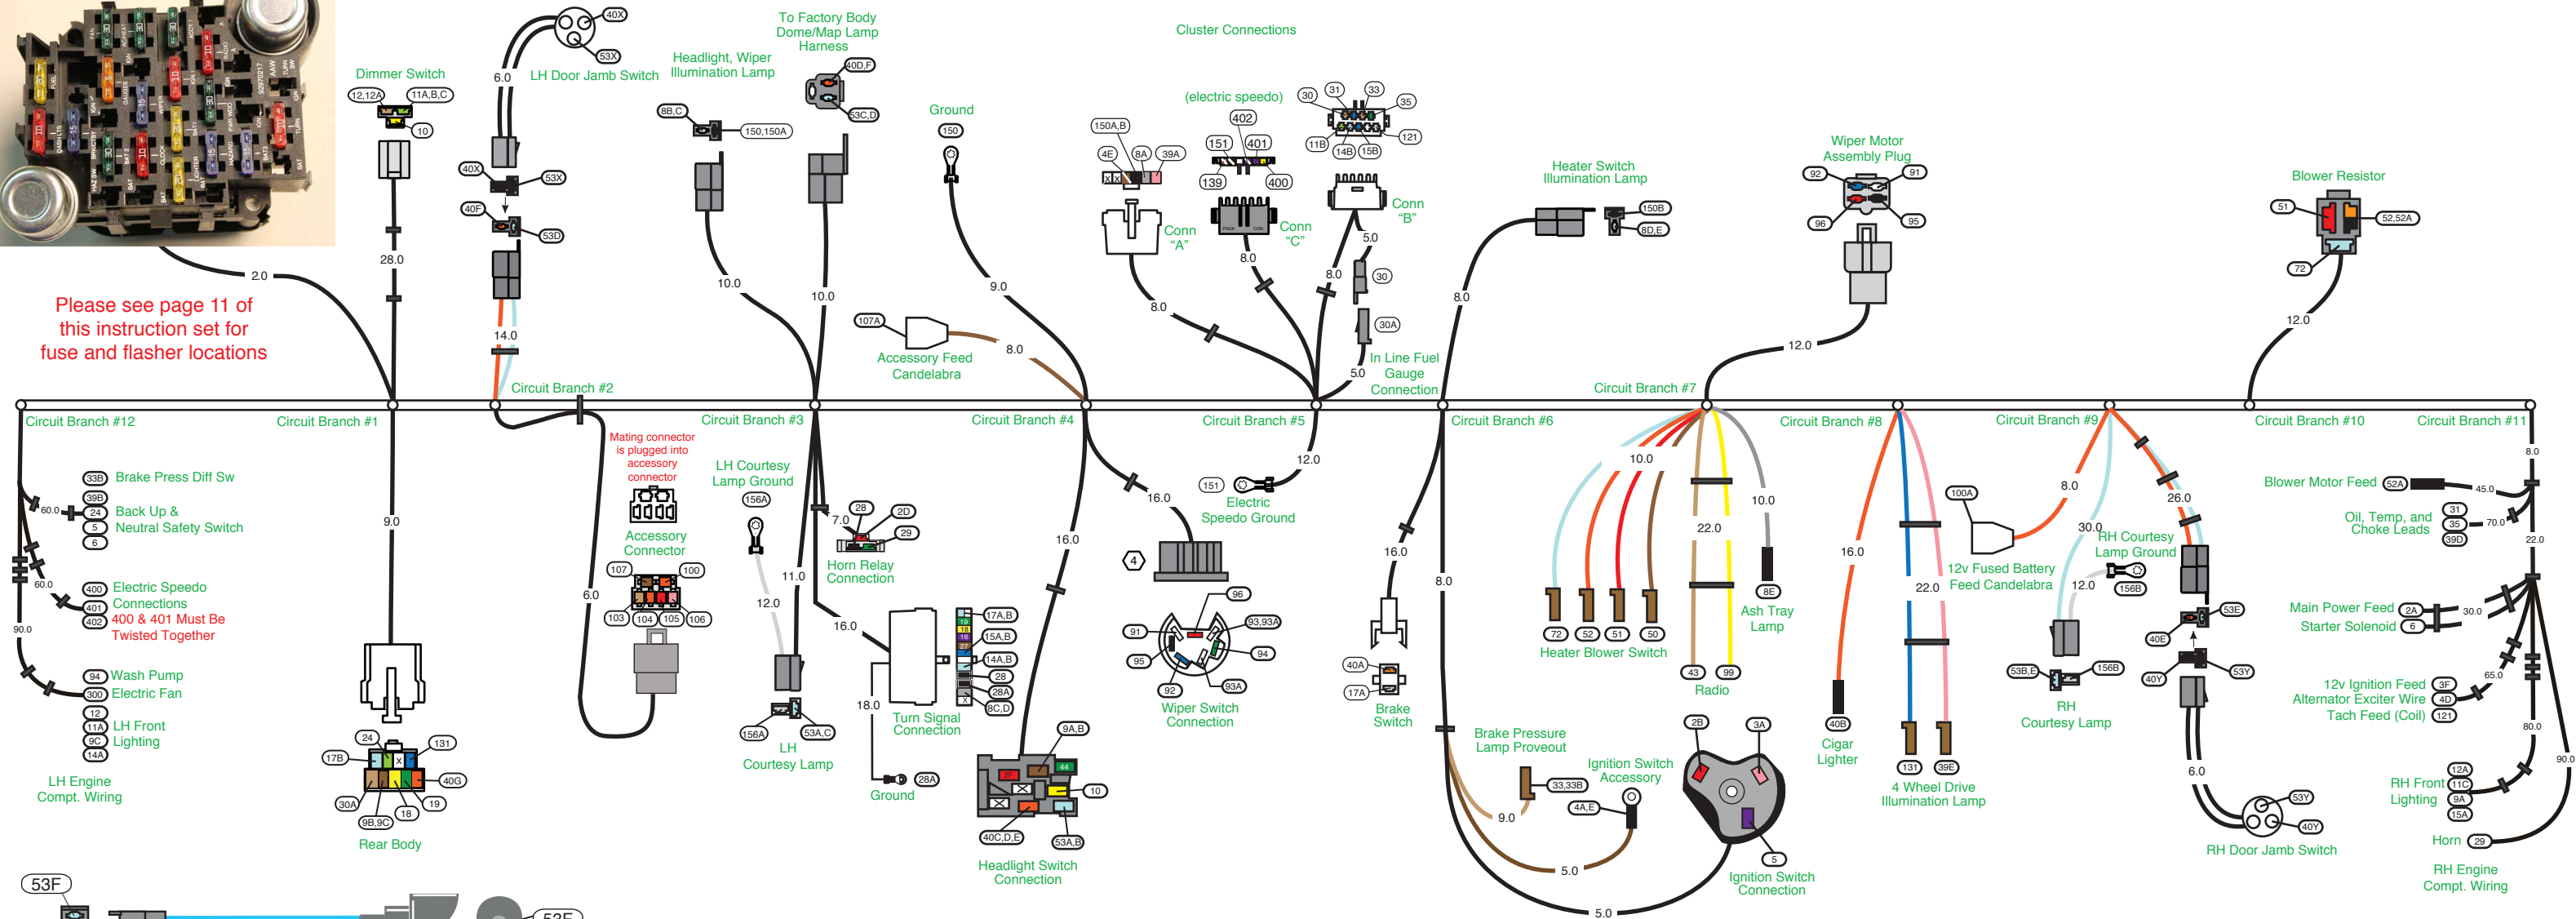 Dimmer Switch
12,12A
11A,B,C
10
28.0
2.0
Please see page 11 of
this instruction set for
fuse and flasher locations
40X
53X
6.0
LH Door Jamb Switch
40X
53X
40F
53D
14.0
Headlight, Wiper
Illumination Lamp
8B,C
150,150A
10.0
To Factory Body
Dome/Map Lamp
Harness
40D,F
53C,D
10.0
Ground
150
9.0
107A
Accessory Feed
Candelabra
8.0
Cluster Connections
(electric speedo)
150A,B
4E
8A
39A
X X
Conn
"A"
8.0
402
151
401
139
400
PACK
CON
Conn
"C"
8.0
30
31
33
35
11B
14B
15B
121
Conn
"B"
8.0
5.0
30
30A
5.0
In Line Fuel
Gauge
Connection
Heater Switch
Illumination Lamp
150B
8D,E
8.0
Wiper Motor
Assembly Plug
92
91
96
95
12.0
Blower Resistor
51
52,52A
72
12.0
Circuit Branch #12
Circuit Branch #1
Circuit Branch #2
Circuit Branch #3
Circuit Branch #4
Circuit Branch #5
Circuit Branch #6
Circuit Branch #7
Circuit Branch #8
Circuit Branch #9
Circuit Branch #10
Circuit Branch #11
33B
Brake Press Diff Sw
39B
24
5
6
Back Up &
Neutral Safety Switch
60.0
400
401
402
Electric Speedo
Connections
400 & 401 Must Be
Twisted Together
60.0
90.0
94
Wash Pump
300
Electric Fan
12
11A
9C
14A
LH Front
Lighting
LH Engine
Compt. Wiring
9.0
24
131
17B
X
40G
30A
9B,9C
18
19
Rear Body
Mating connector
is plugged into
accessory
connector
Accessory
Connector
107
100
103
104
105
106
6.0
LH Courtesy
Lamp Ground
156A
12.0
11.0
156A
53A,C
LH
Courtesy Lamp
7.0
28
2D
29
Horn Relay
Connection
16.0
18.0
17A,B
19
18
16
15A,B
27
14A,B
28
28A
X
8C,D
Turn Signal
Connection
Ground
28A
16.0
9A,B
2F
44
10
40C,D,E
53A,B
Headlight Switch
Connection
16.0
4
96
91
93,93A
95
94
92
93A
Wiper Switch
Connection
12.0
151
Electric
Speedo Ground
16.0
40A
17A
Brake
Switch
8.0
Brake Pressure
Lamp Proveout
33,33B
9.0
Ignition Switch
Accessory
4A,E
5.0
2B
3A
5
Ignition Switch
Connection
5.0
10.0
72
52
51
50
Heater Blower Switch
22.0
43
99
Radio
10.0
8E
Ash Tray
Lamp
16.0
40B
Cigar
Lighter
22.0
131
39E
4 Wheel Drive
Illumination Lamp
100A
8.0
12v Fused Battery
Feed Candelabra
30.0
RH Courtesy
Lamp Ground
12.0
156B
53B,E
156B
RH
Courtesy Lamp
26.0
53E
40E
40Y
53Y
6.0
53Y
40Y
RH Door Jamb Switch
8.0
Blower Motor Feed
52A
45.0
Oil, Temp, and
Choke Leads
31
35
39D
70.0
22.0
Main Power Feed
2A
Starter Solenoid
6
30.0
12v Ignition Feed
3F
Alternator Exciter Wire
4D
Tach Feed (Coil)
121
65.0
80.0
90.0
RH Front
Lighting
12A
11C
9A
15A
Horn
29
RH Engine
Compt. Wiring
53F